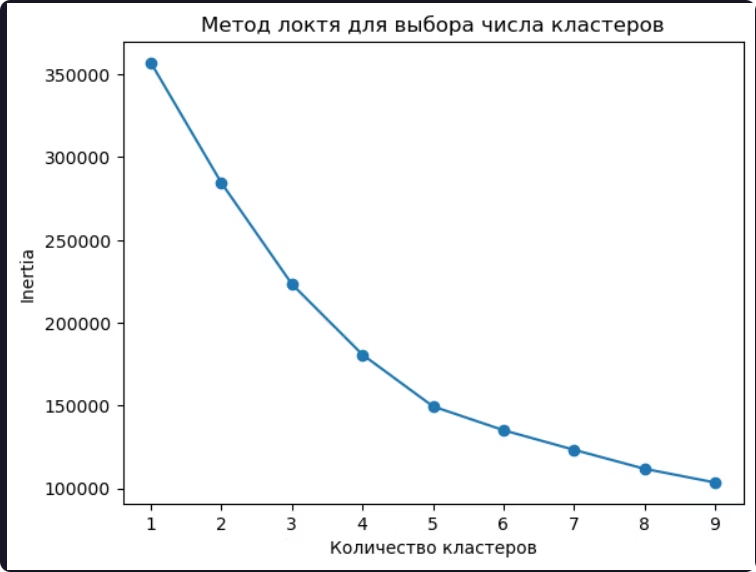 Метод локтя для выбора числа кластеров
350000
300000
250000
200000
150000
100000
Inertia
1 2 3 4 5 6 7 8 9
Количество кластеров